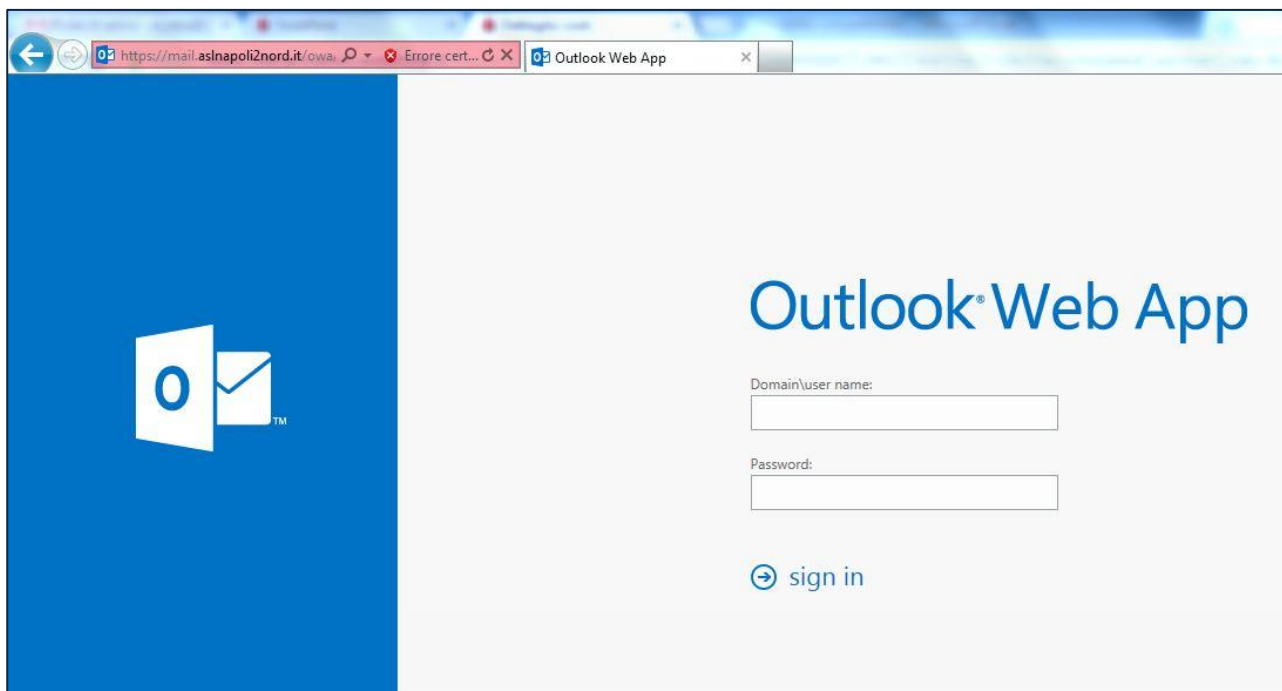 https://mail.aslnapoli2nord.it/owa/ Errore cert... Outlook Web App
Outlook® Web App
O
TM
Domain\user name:
Password:
sign in